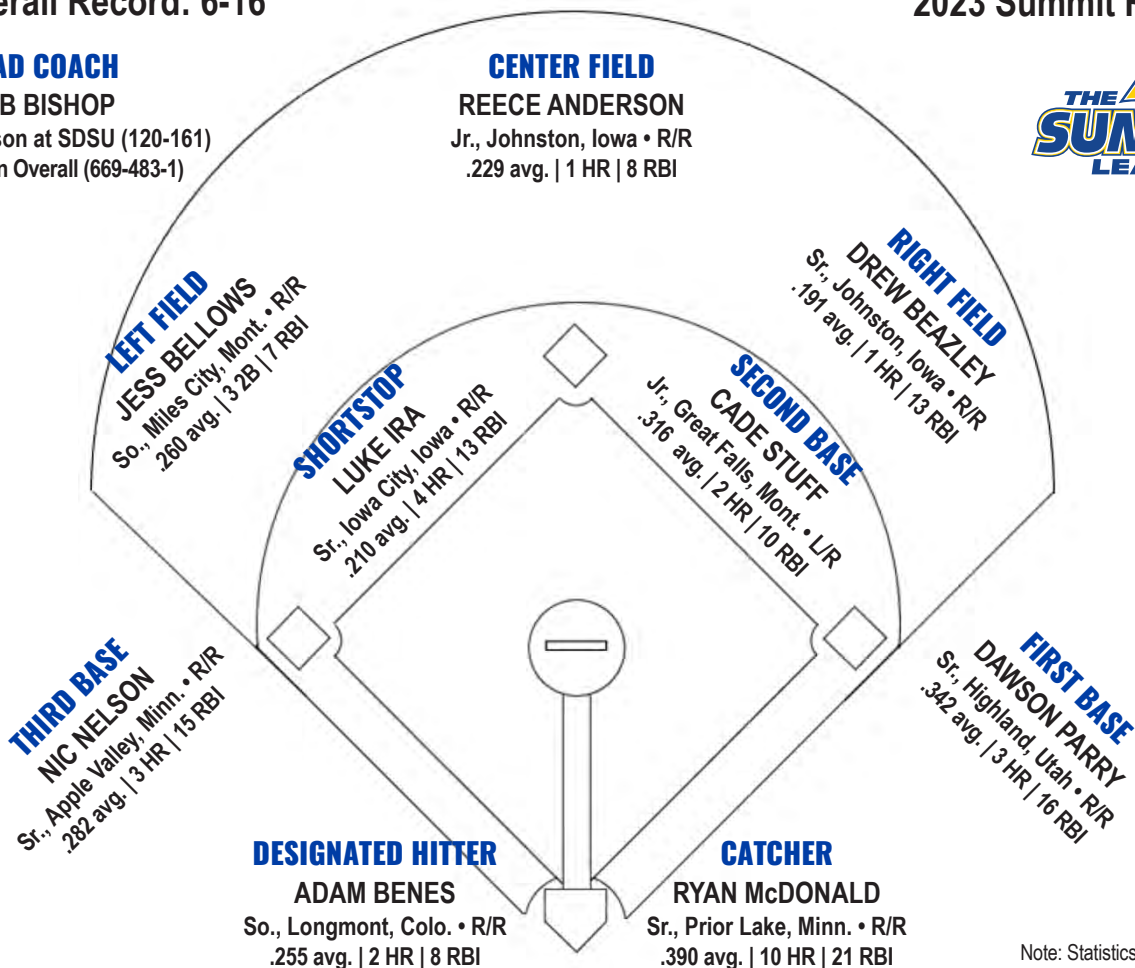 erall Record: 6-16
2023 Summit
AD COACH
B BISHOP
son at SDSU (120-161)
n Overall (669-483-1)
CENTER FIELD
REECE ANDERSON
Jr., Johnston, Iowa • R/R
.229 avg. | 1 HR | 8 RBI
THE
SUM
LEA
LEFT FIELD
JESS BELLOWS
So., Miles City, Mont. • R/R
.260 avg. | 3 2B | 7 RBI
RIGHT FIELD
DREW BEAZLEY
Sr., Johnston, Iowa • R/R
.191 avg. | 1 HR | 13 RBI
SHORTSTOP
LUKE IRA
Sr., Iowa City, Iowa • R/R
.210 avg. | 4 HR | 13 RBI
SECOND BASE
CADE STUFF
Jr., Great Falls, Mont. • L/R
.316 avg. | 2 HR | 10 RBI
THIRD BASE
NIC NELSON
Sr., Apple Valley, Minn. • R/R
.282 avg. | 3 HR | 15 RBI
FIRST BASE
DAWSON PARRY
Sr., Highland, Utah • R/R
.342 avg. | 3 HR | 16 RBI
DESIGNATED HITTER
ADAM BENES
So., Longmont, Colo. • R/R
.255 avg. | 2 HR | 8 RBI
CATCHER
RYAN McDONALD
Sr., Prior Lake, Minn. • R/R
.390 avg. | 10 HR | 21 RBI
Note: Statistics